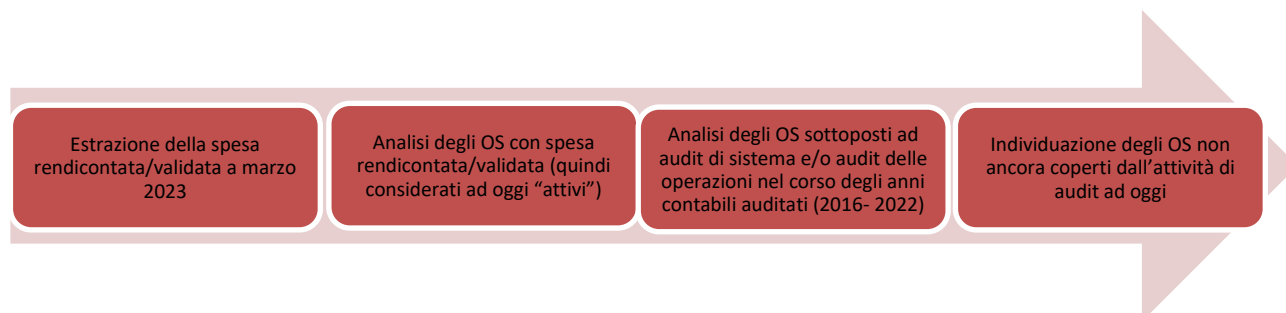 Estrazione della spesa
rendicontata/validata a marzo
2023
Analisi degli OS con spesa
rendicontata/validata (quindi
considerati ad oggi “attivi”)
Analisi degli OS sottoposti ad
audit di sistema e/o audit delle
operazioni nel corso degli anni
contabili auditati (2016- 2022)
Individuazione degli OS non
ancora coperti dall’attività di
audit ad oggi